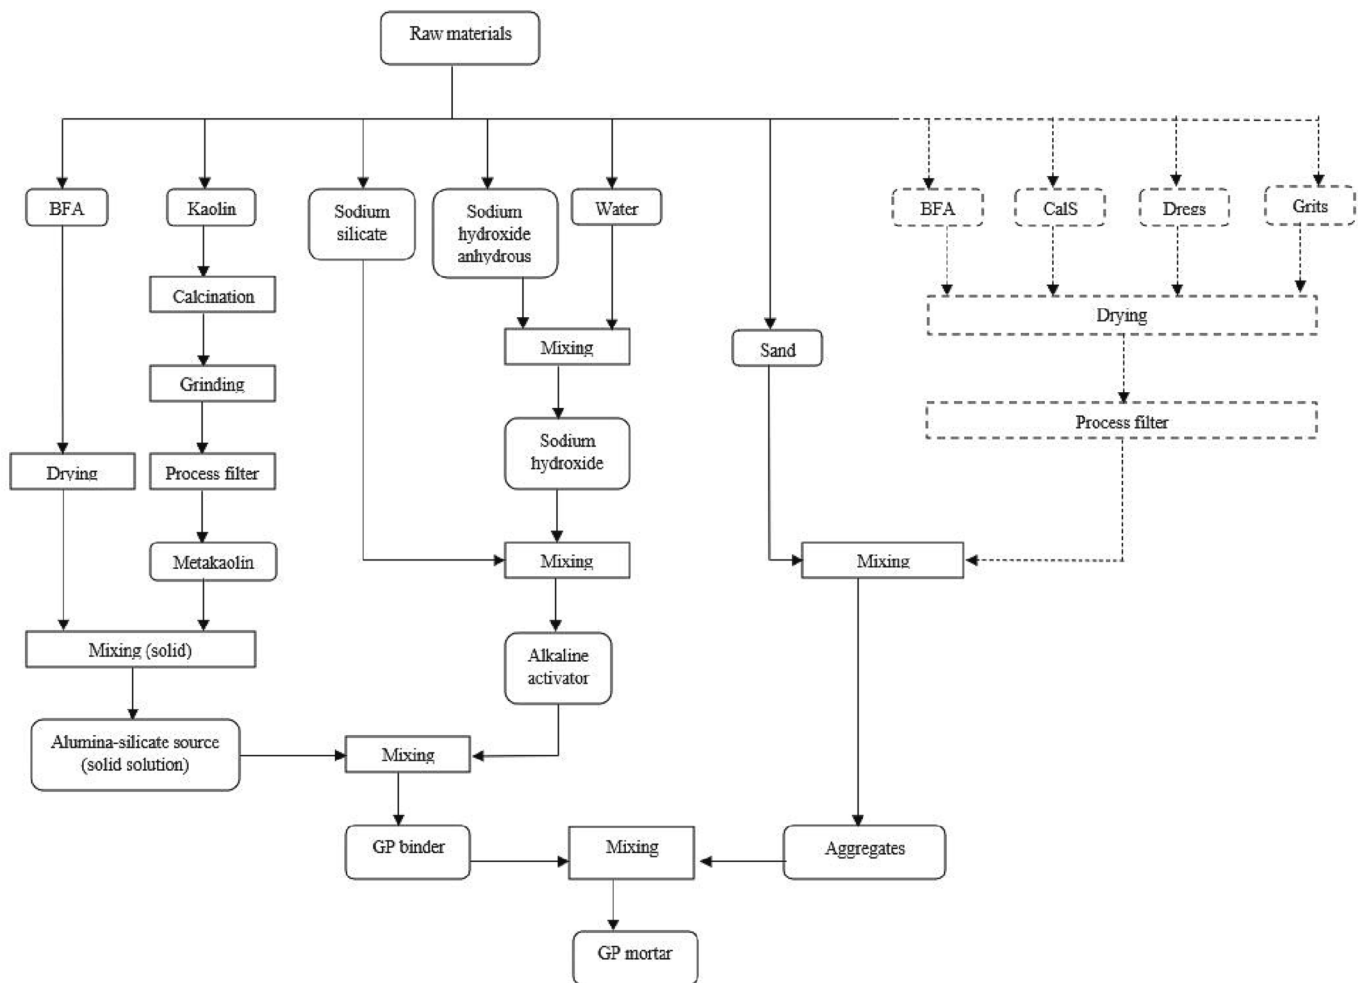 Raw materials
BFA
Kaolin
Sodium
silicate
Sodium
hydroxide
anhydrous
Water
BFA
CalS
Dregs
Grits
Calcination
Drying
Mixing
Sand
Grinding
Process filter
Sodium
hydroxide
Drying
Process filter
Mixing
Mixing
Metakaolin
Mixing (solid)
Alkaline
activator
Alumina-silicate source
(solid solution)
Mixing
GP binder
Mixing
Aggregates
GP mortar